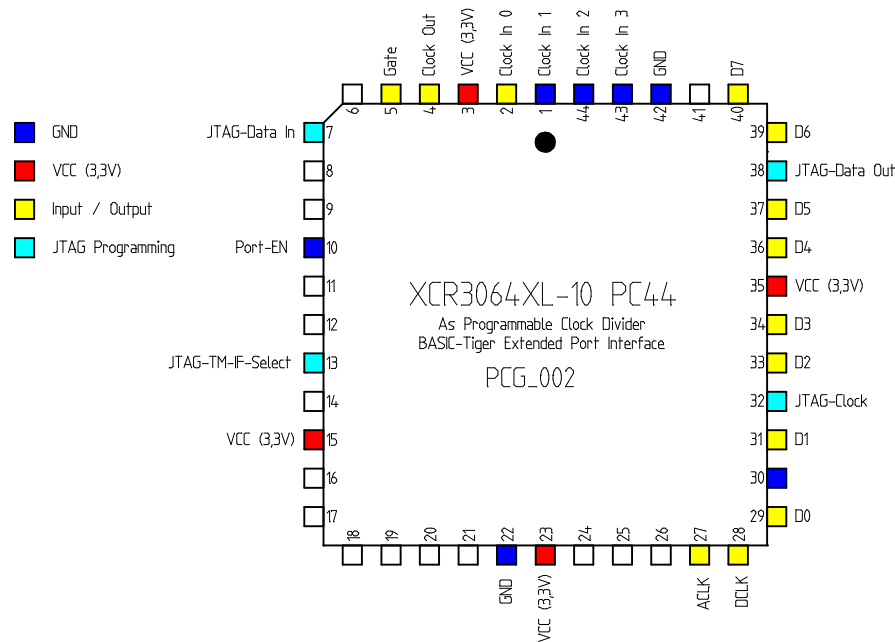 Gate
Clock Out
VCC (3,3V)
Clock In 0
Clock In 1
Clock In 2
Clock In 3
GND
D7
6
5
4
3
2
1
44
43
42
41
40
GND
VCC (3,3V)
Input / Output
JTAG Programming
JTAG-Data In
7
8
9
Port-EN
10
11
12
JTAG-TM-IF-Select
13
14
VCC (3,3V)
15
16
17
XCR3064XL-10 PC44
As Programmable Clock Divider
BASIC-Tiger Extended Port Interface
PCG_002
39
D6
38
JTAG-Data Out
37
D5
36
D4
35
VCC (3,3V)
34
D3
33
D2
32
JTAG-Clock
31
D1
30
29
D0
18
19
20
21
22
23
24
25
26
27
28
GND
VCC (3,3V)
ACLK
DCLK